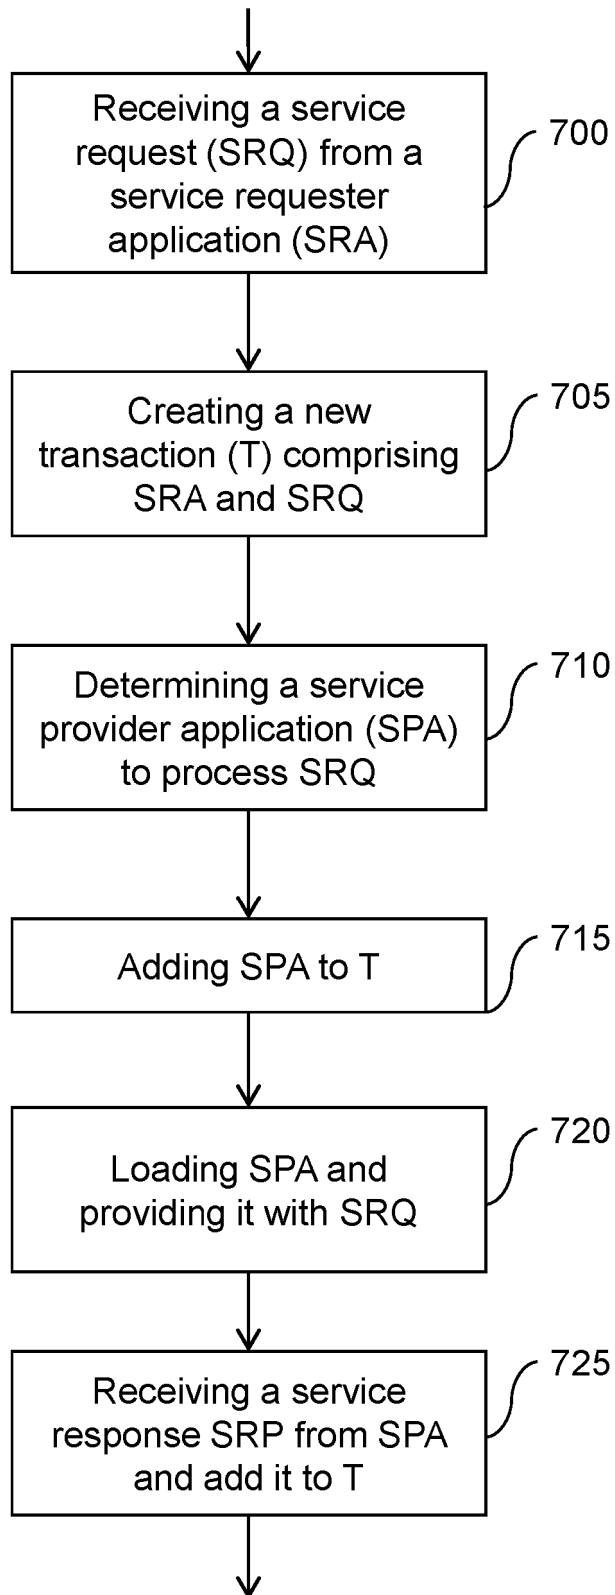 Receiving a service
request (SRQ) from a
service requester
application (SRA)
700
Creating a new
transaction (T) comprising
SRA and SRQ
705
Determining a service
provider application (SPA)
to process SRQ
710
Adding SPA to T
715
Loading SPA and
providing it with SRQ
720
Receiving a service
response SRP from SPA
and add it to T
725